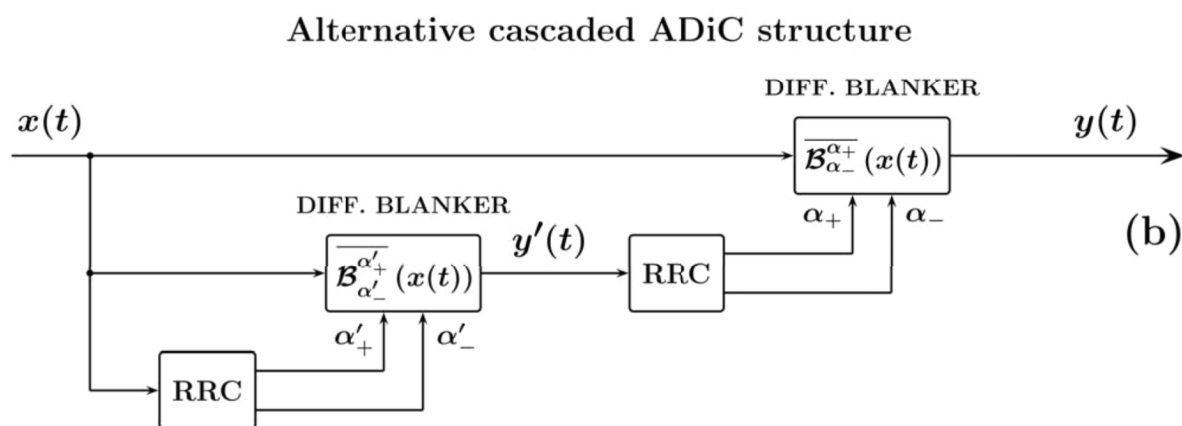 Alternative cascaded ADiC structure
DIFF. BLANKER
x(t)
y(t)
ℬ̅^{α₊}_{α₋} (x(t))
α₊
α₋
DIFF. BLANKER
y′(t)
(b)
ℬ̅^{α′₊}_{α′₋} (x(t))
RRC
α′₊
α′₋
RRC